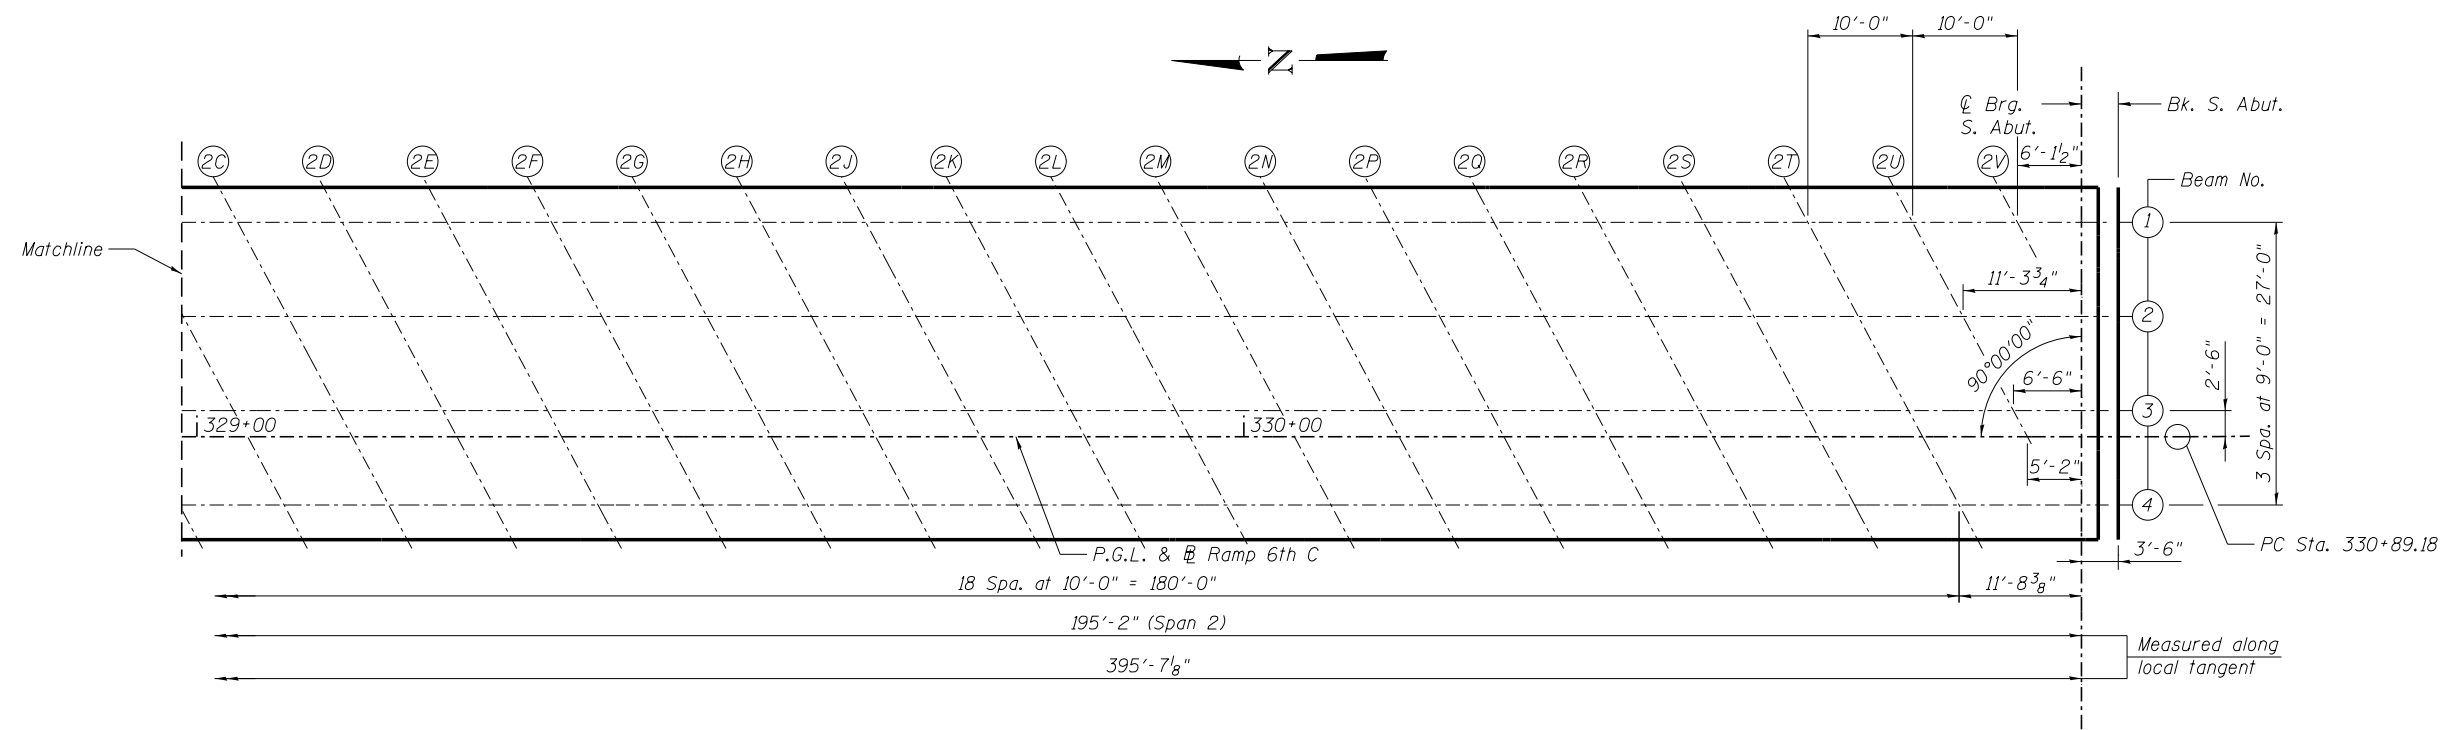 10'-0" 10'-0"
N
℄ Brg.
S. Abut.
Bk. S. Abut.
2C 2D 2E 2F 2G 2H 2J 2K 2L 2M 2N 2P 2Q 2R 2S 2T 2U 2V
6'-1½"
Beam No.
1
Matchline
11'-3¾"
2
90°00'00"
3 Spa. at 9'-0" = 27'-0"
2'-6"
6'-6"
3
329+00
330+00
5'-2"
4
P.G.L. & ⅊ Ramp 6th C
PC Sta. 330+89.18
3'-6"
18 Spa. at 10'-0" = 180'-0"
11'-8⅜"
195'-2" (Span 2)
Measured along
local tangent
395'-7⅛"